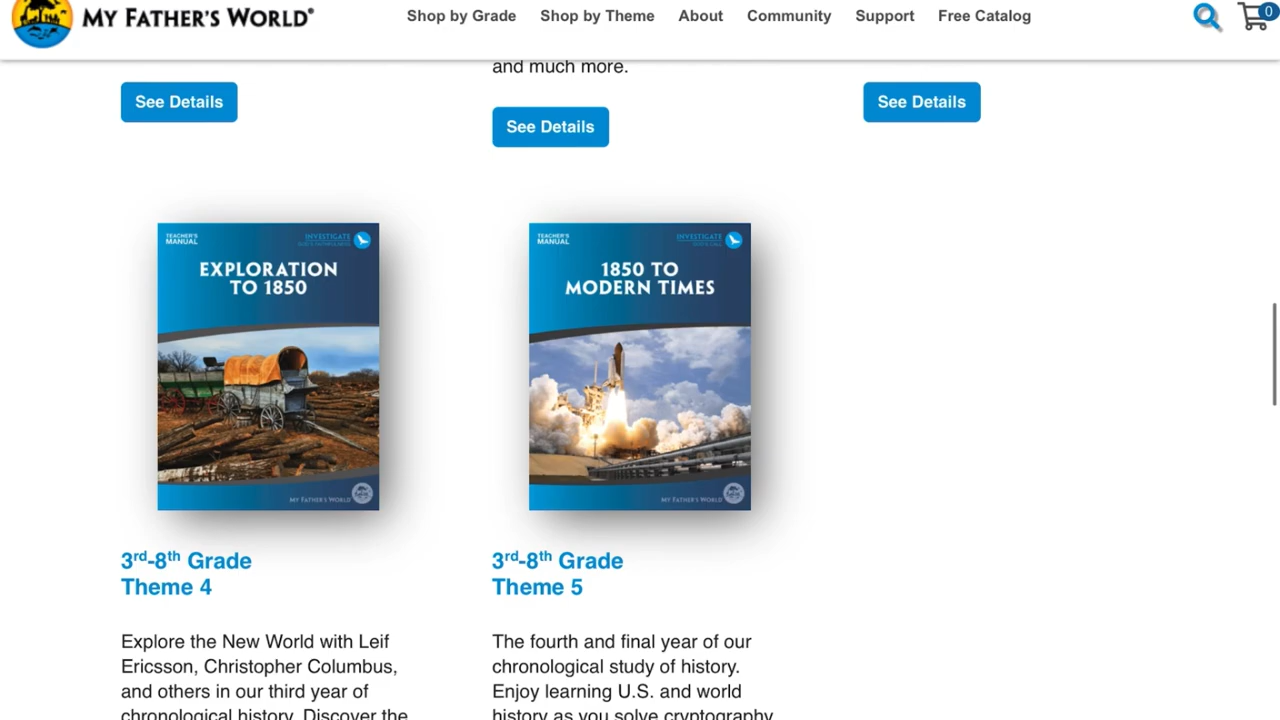 MY FATHER'S WORLD®
Shop by Grade
Shop by Theme
About
Community
Support
Free Catalog
0
and much more.
See Details
See Details
See Details
TEACHER'S
MANUAL
INVESTIGATE
EXPLORATION
TO 1850
MY FATHER'S WORLD
TEACHER'S
MANUAL
INVESTIGATE
1850 TO
MODERN TIMES
MY FATHER'S WORLD
3rd-8th Grade
Theme 4
Explore the New World with Leif
Ericsson, Christopher Columbus,
and others in our third year of
chronological history. Discover the
3rd-8th Grade
Theme 5
The fourth and final year of our
chronological study of history.
Enjoy learning U.S. and world
history as you solve cryptography